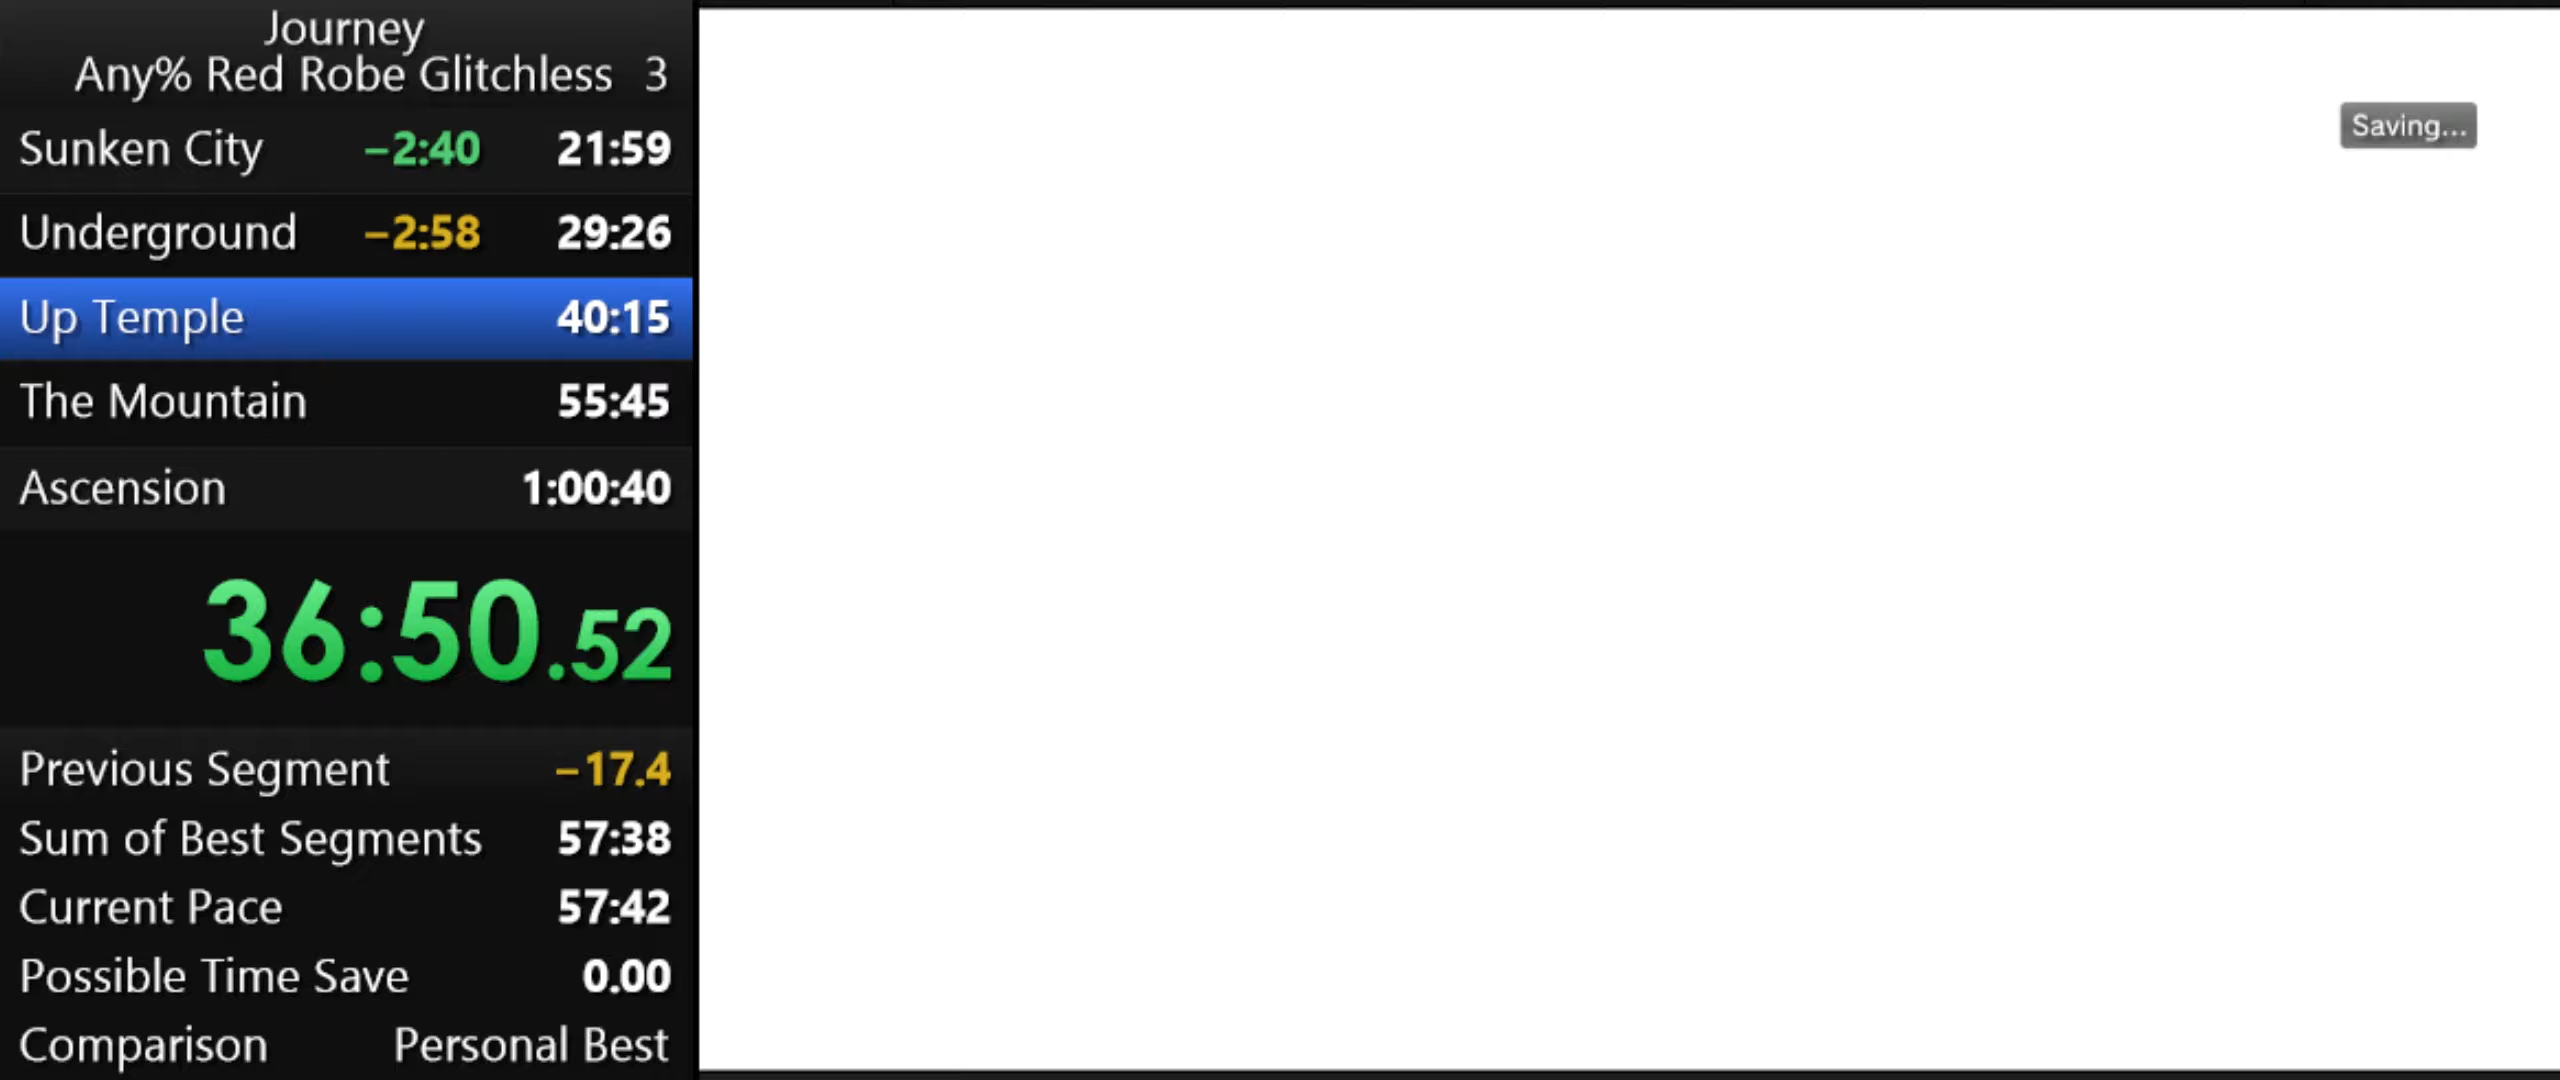 Journey
Any% Red Robe Glitchless 3
Sunken City −2:40 21:59
Underground −2:58 29:26
Up Temple 40:15
The Mountain 55:45
Ascension 1:00:40
36:50.52
Previous Segment −17.4
Sum of Best Segments 57:38
Current Pace 57:42
Possible Time Save 0.00
Comparison Personal Best
Saving...